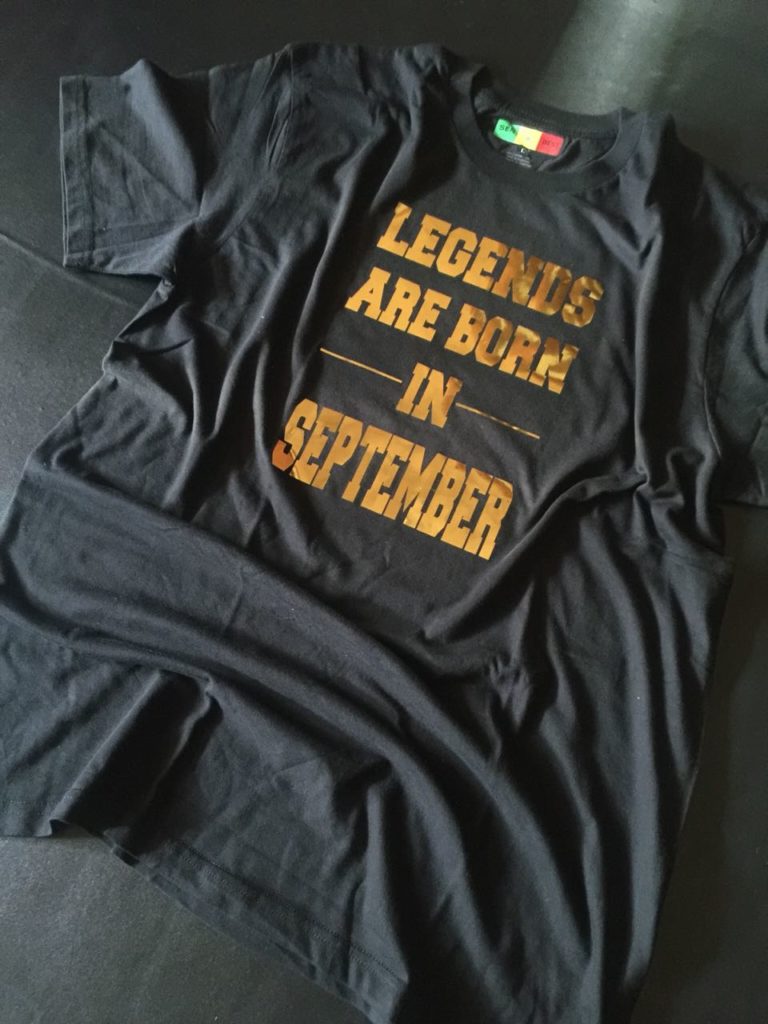 LEGENDS
ARE BORN
IN
SEPTEMBER
L